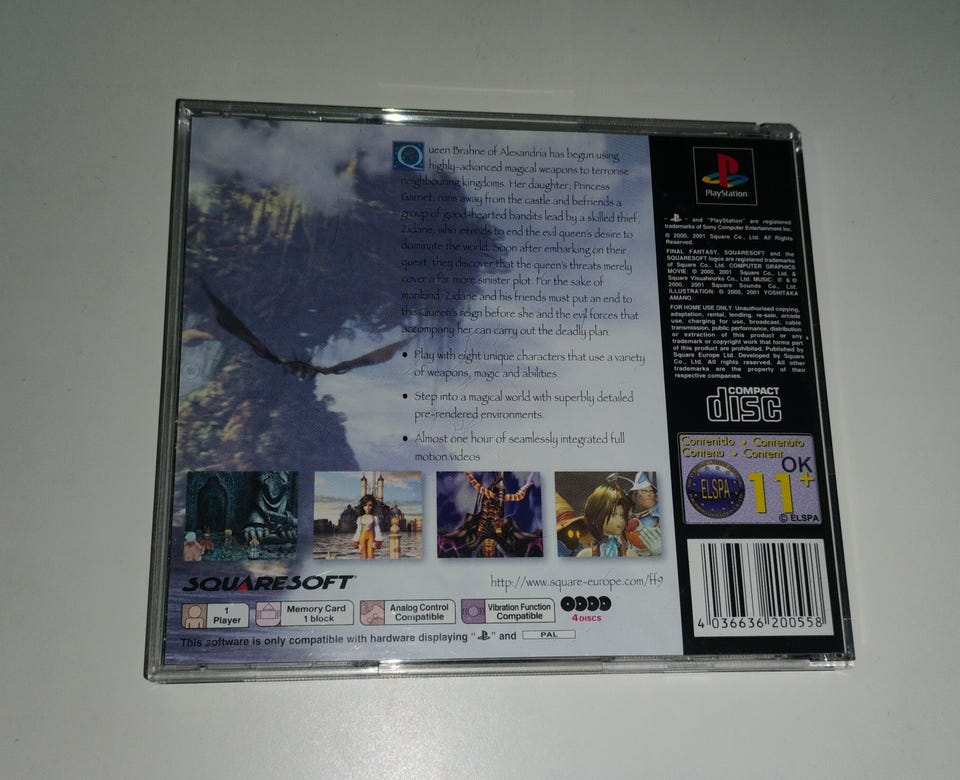 Queen Brahne of Alexandria has begun using
highly-advanced magical weapons to terrorise
neighbouring kingdoms. Her daughter, Princess
Garnet, runs away from the castle and befriends a
group of good-hearted bandits lead by a skilled thief,
Zidane, who intends to end the evil queen's desire to
dominate the world. Soon after embarking on their
quest, they discover that the queen's threats merely
cover a far more sinister plot. For the sake of
mankind, Zidane and his friends must put an end to
the Queen's reign before she and the evil forces that
accompany her can carry out the deadly plan.
• Play with eight unique characters that use a variety
of weapons, magic and abilities.
• Step into a magical world with superbly detailed
pre-rendered environments.
• Almost one hour of seamlessly integrated full
motion videos
SQUARESOFT
http://www.square-europe.com/ff9
1
Player
Memory Card
1 block
Analog Control
Compatible
Vibration Function
Compatible
4 DISCS
This software is only compatible with hardware displaying " " and PAL
PlayStation
" " and "PlayStation" are registered
trademarks of Sony Computer Entertainment Inc.
© 2000, 2001 Square Co., Ltd. All Rights
Reserved.
FINAL FANTASY, SQUARESOFT and the
SQUARESOFT logos are registered trademarks
of Square Co., Ltd. COMPUTER GRAPHICS
MOVIE: © 2000, 2001 Square Co., Ltd. &
Square Visualworks Co., Ltd. MUSIC: ℗ & ©
2000, 2001 Square Sounds Co., Ltd.
ILLUSTRATION: © 2000, 2001 YOSHITAKA
AMANO.
FOR HOME USE ONLY. Unauthorised copying,
adaptation, rental, lending, re-sale, arcade
use, charging for use, broadcast, cable
transmission, public performance, distribution
or extraction of this product or any
trademark or copyright work that forms part
of this product are prohibited. Published by
Square Europe Ltd. Developed by Square
Co., Ltd. All rights reserved. All other
trademarks are the property of their
respective companies.
COMPACT
disc
Contenido • Contenuto
Contenu • Content
ELSPA
11+
OK
© ELSPA
4 036636 200558